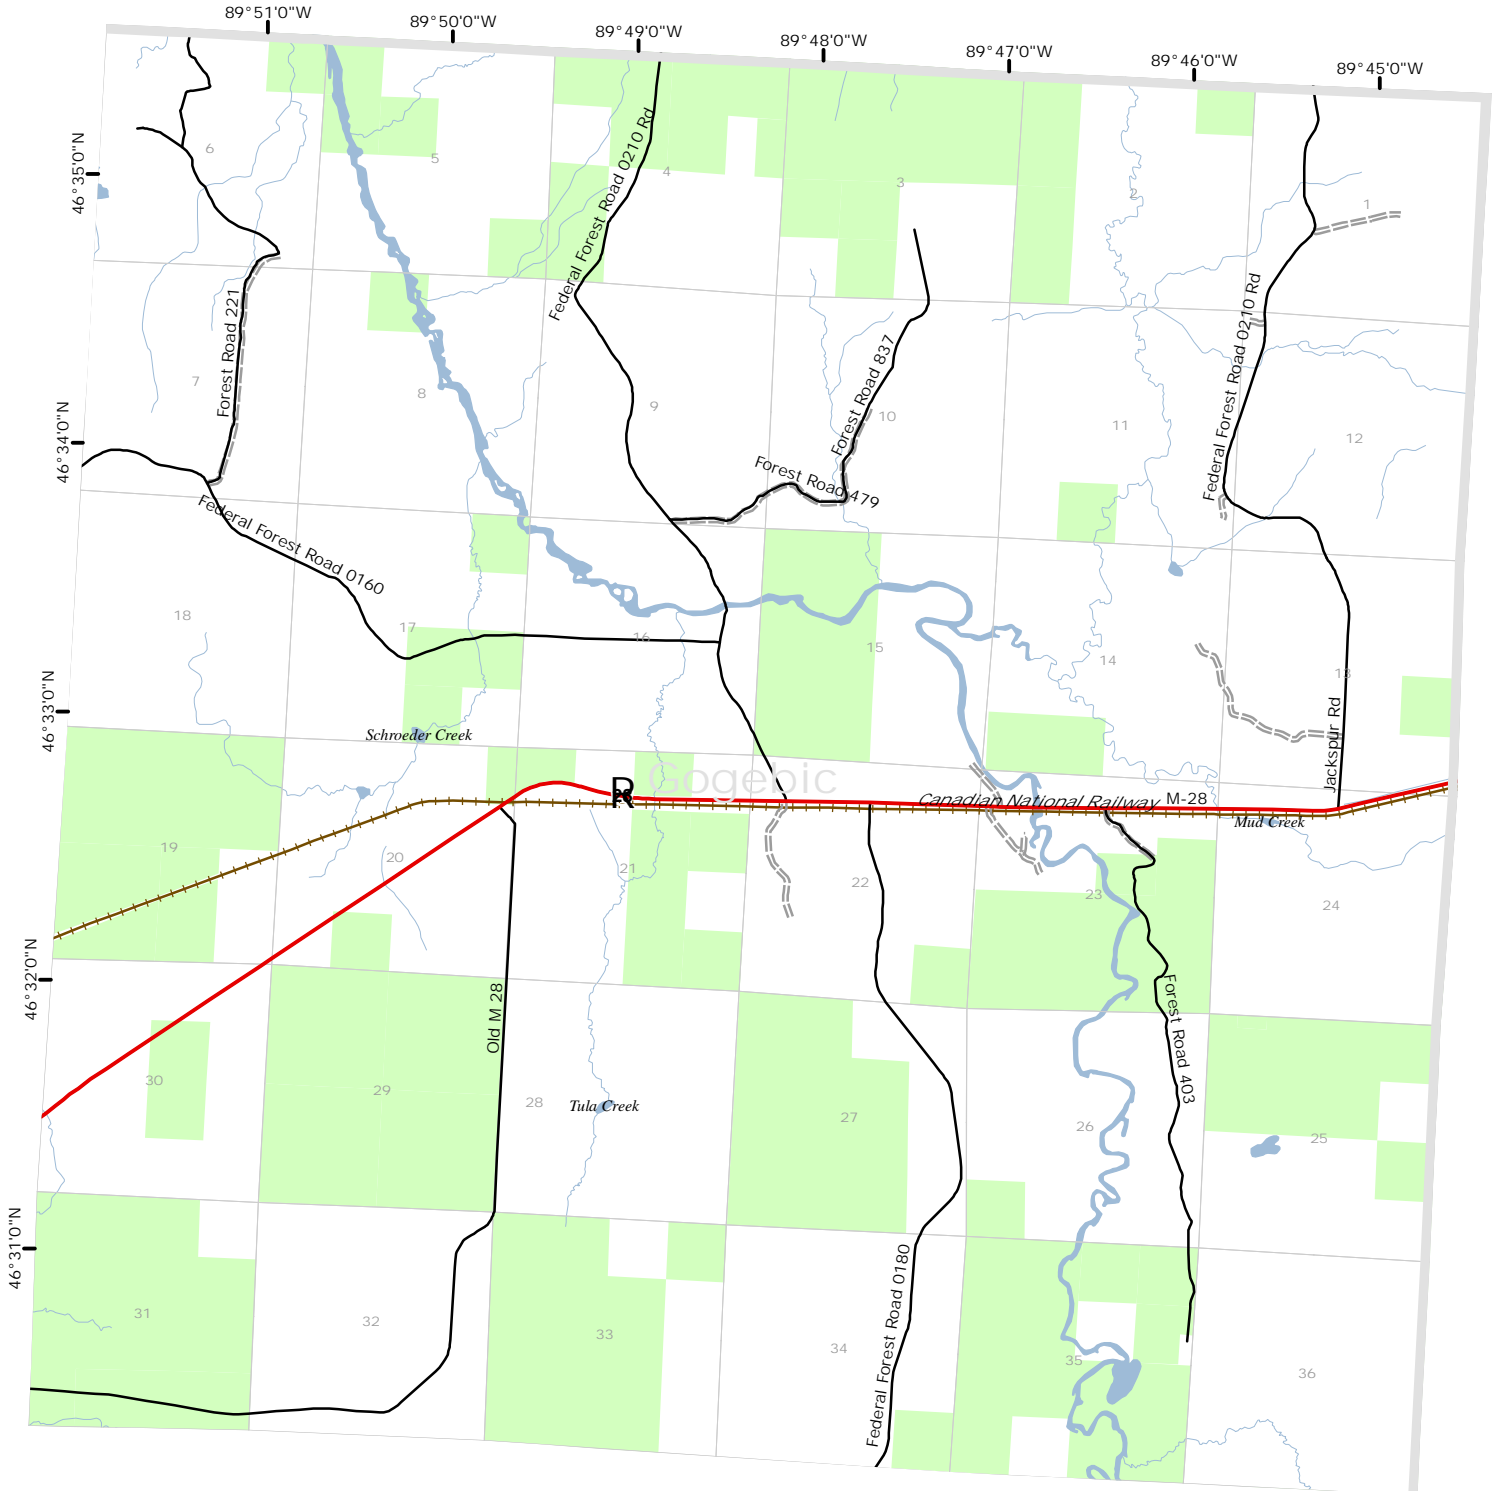 89°51'0"W
89°50'0"W
89°49'0"W
89°48'0"W
89°47'0"W
89°46'0"W
89°45'0"W
46°35'0"N
46°34'0"N
46°33'0"N
46°32'0"N
46°31'0"N
6
5
4
3
2
1
Federal Forest Road 0210 Rd
Forest Road 221
Federal Forest Road 0210 Rd
Forest Road 837
7
8
9
10
11
12
Forest Road 479
Federal Forest Road 0160
18
17
16
15
14
13
Schroeder Creek
Jackspur Rd
Gogebic
R
28
Canadian National Railway
M-28
Mud Creek
19
20
21
22
23
24
Old M 28
Forest Road 403
30
29
28
Tula Creek
27
26
25
Federal Forest Road 0180
31
32
33
34
35
36